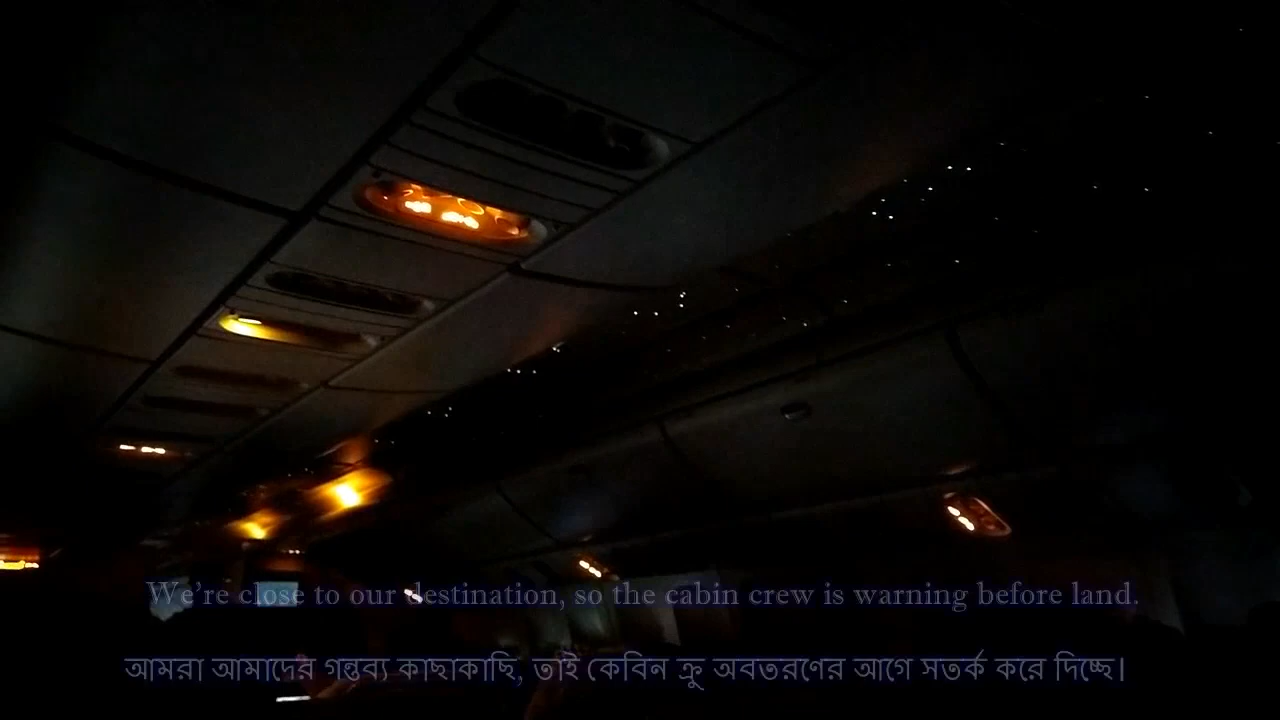 We’re close to our destination, so the cabin crew is warning before land.
আমরা আমাদের গন্তব্য কাছাকাছি, তাই কেবিন ক্রু অবতরণের আগে সতর্ক করে দিচ্ছে।